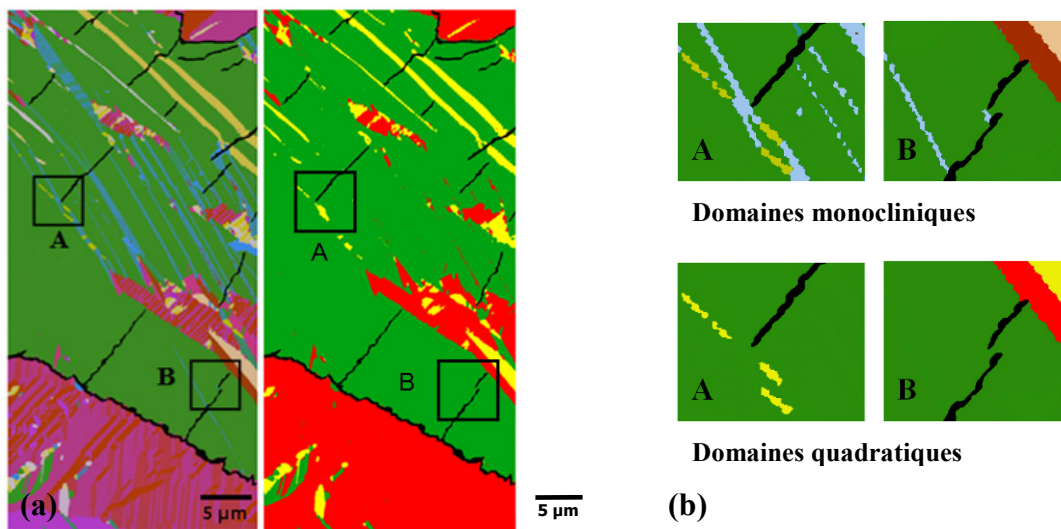 A
B
(a)
5 µm
A
B
5 µm
A
B
Domaines monocliniques
A
B
Domaines quadratiques
(b)